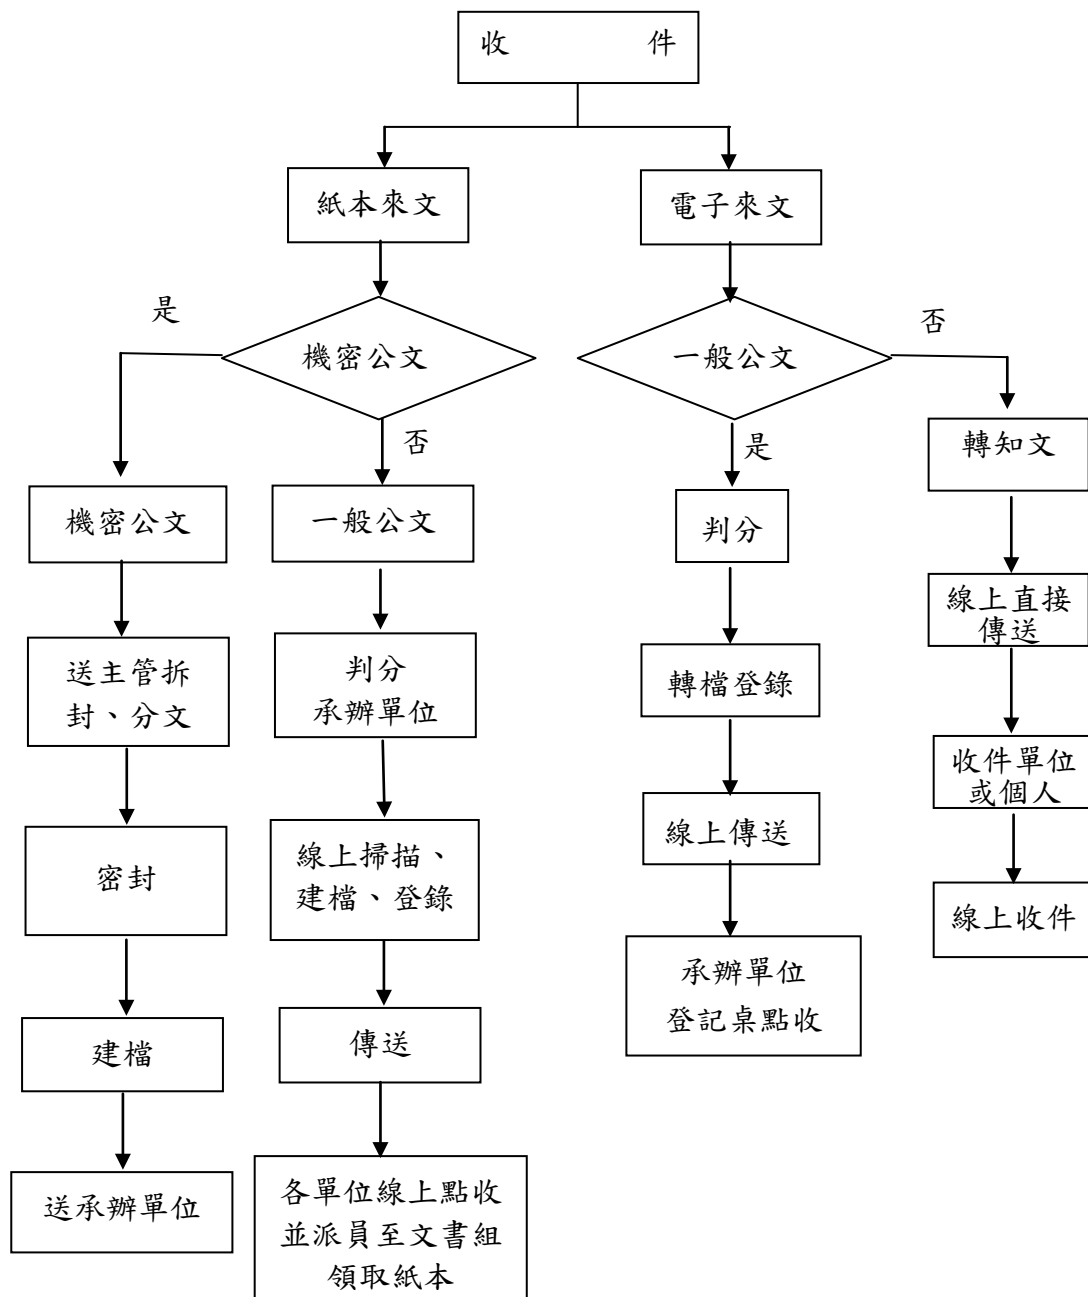 收 件
紙本來文
電子來文
是
機密公文
否
機密公文
一般公文
送主管拆
封、分文
判分
承辦單位
密封
線上掃描、
建檔、登錄
建檔
傳送
送承辦單位
各單位線上點收
並派員至文書組
領取紙本
一般公文
否
是
判分
轉知文
轉檔登錄
線上直接
傳送
線上傳送
收件單位
或個人
承辦單位
登記桌點收
線上收件